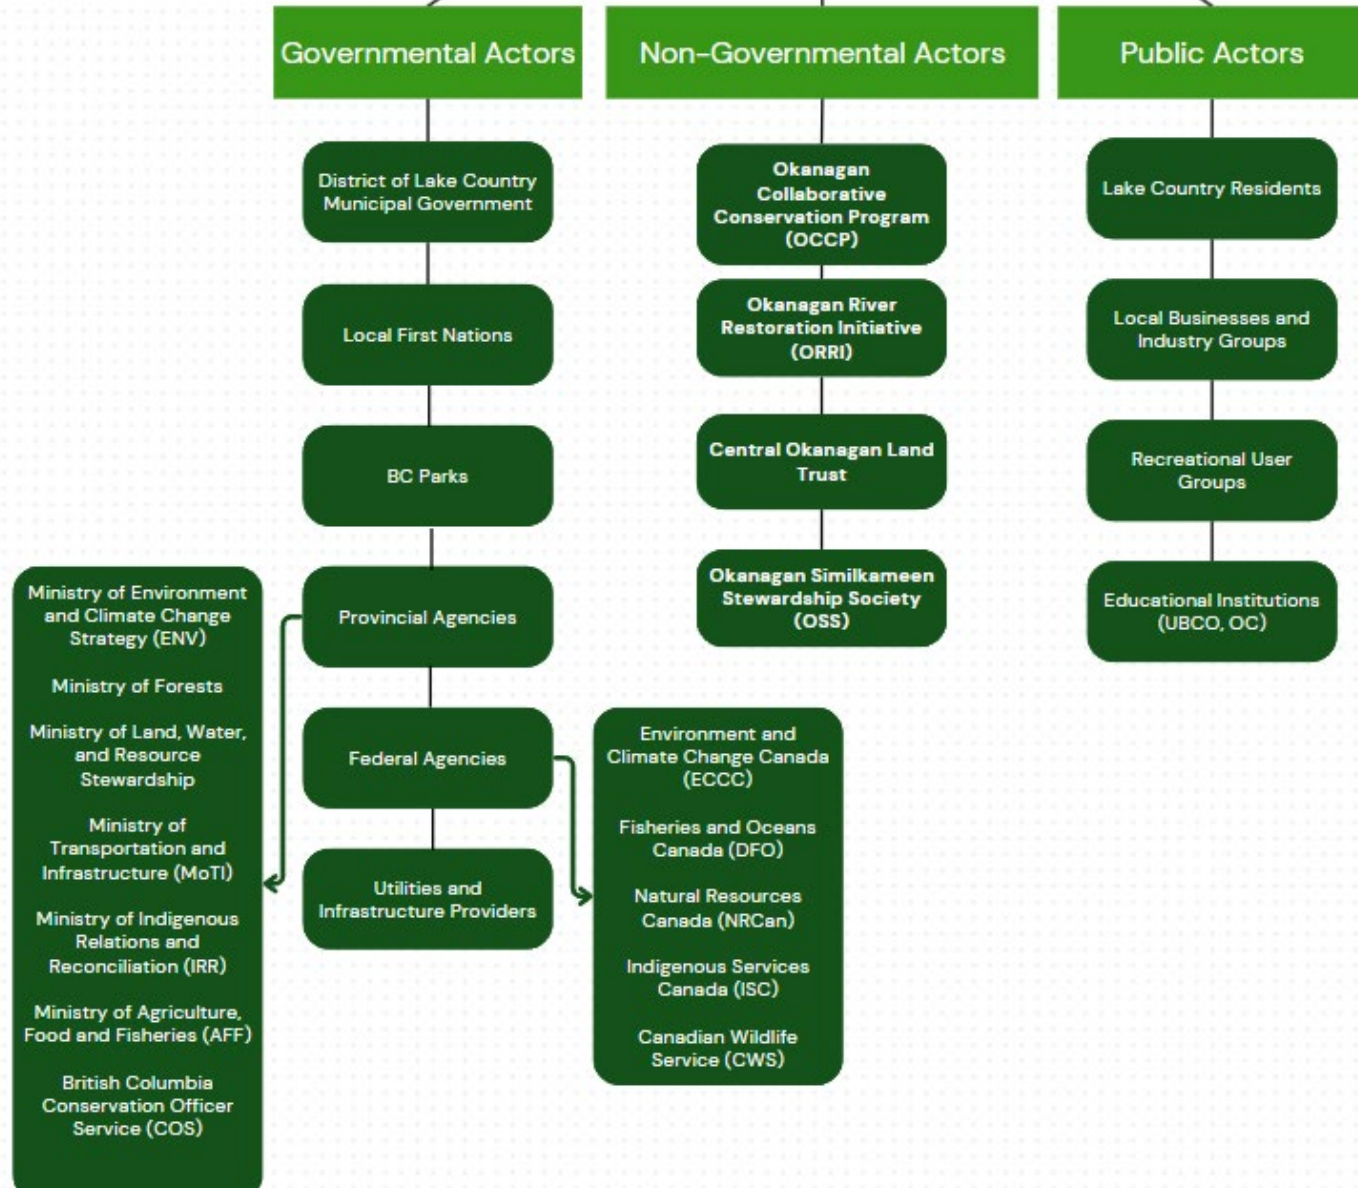 Governmental Actors
District of Lake Country
Municipal Government
Local First Nations
BC Parks
Provincial Agencies
Federal Agencies
Utilities and
Infrastructure Providers
Ministry of Environment
and Climate Change
Strategy (ENV)
Ministry of Forests
Ministry of Land, Water,
and Resource
Stewardship
Ministry of
Transportation and
Infrastructure (MoTI)
Ministry of Indigenous
Relations and
Reconciliation (IRR)
Ministry of Agriculture,
Food and Fisheries (AFF)
British Columbia
Conservation Officer
Service (COS)
Environment and
Climate Change Canada
(ECCC)
Fisheries and Oceans
Canada (DFO)
Natural Resources
Canada (NRCan)
Indigenous Services
Canada (ISC)
Canadian Wildlife
Service (CWS)
Non-Governmental Actors
Okanagan
Collaborative
Conservation Program
(OCCP)
Okanagan River
Restoration Initiative
(ORRI)
Central Okanagan Land
Trust
Okanagan Similkameen
Stewardship Society
(OSS)
Public Actors
Lake Country Residents
Local Businesses and
Industry Groups
Recreational User
Groups
Educational Institutions
(UBCO, OC)